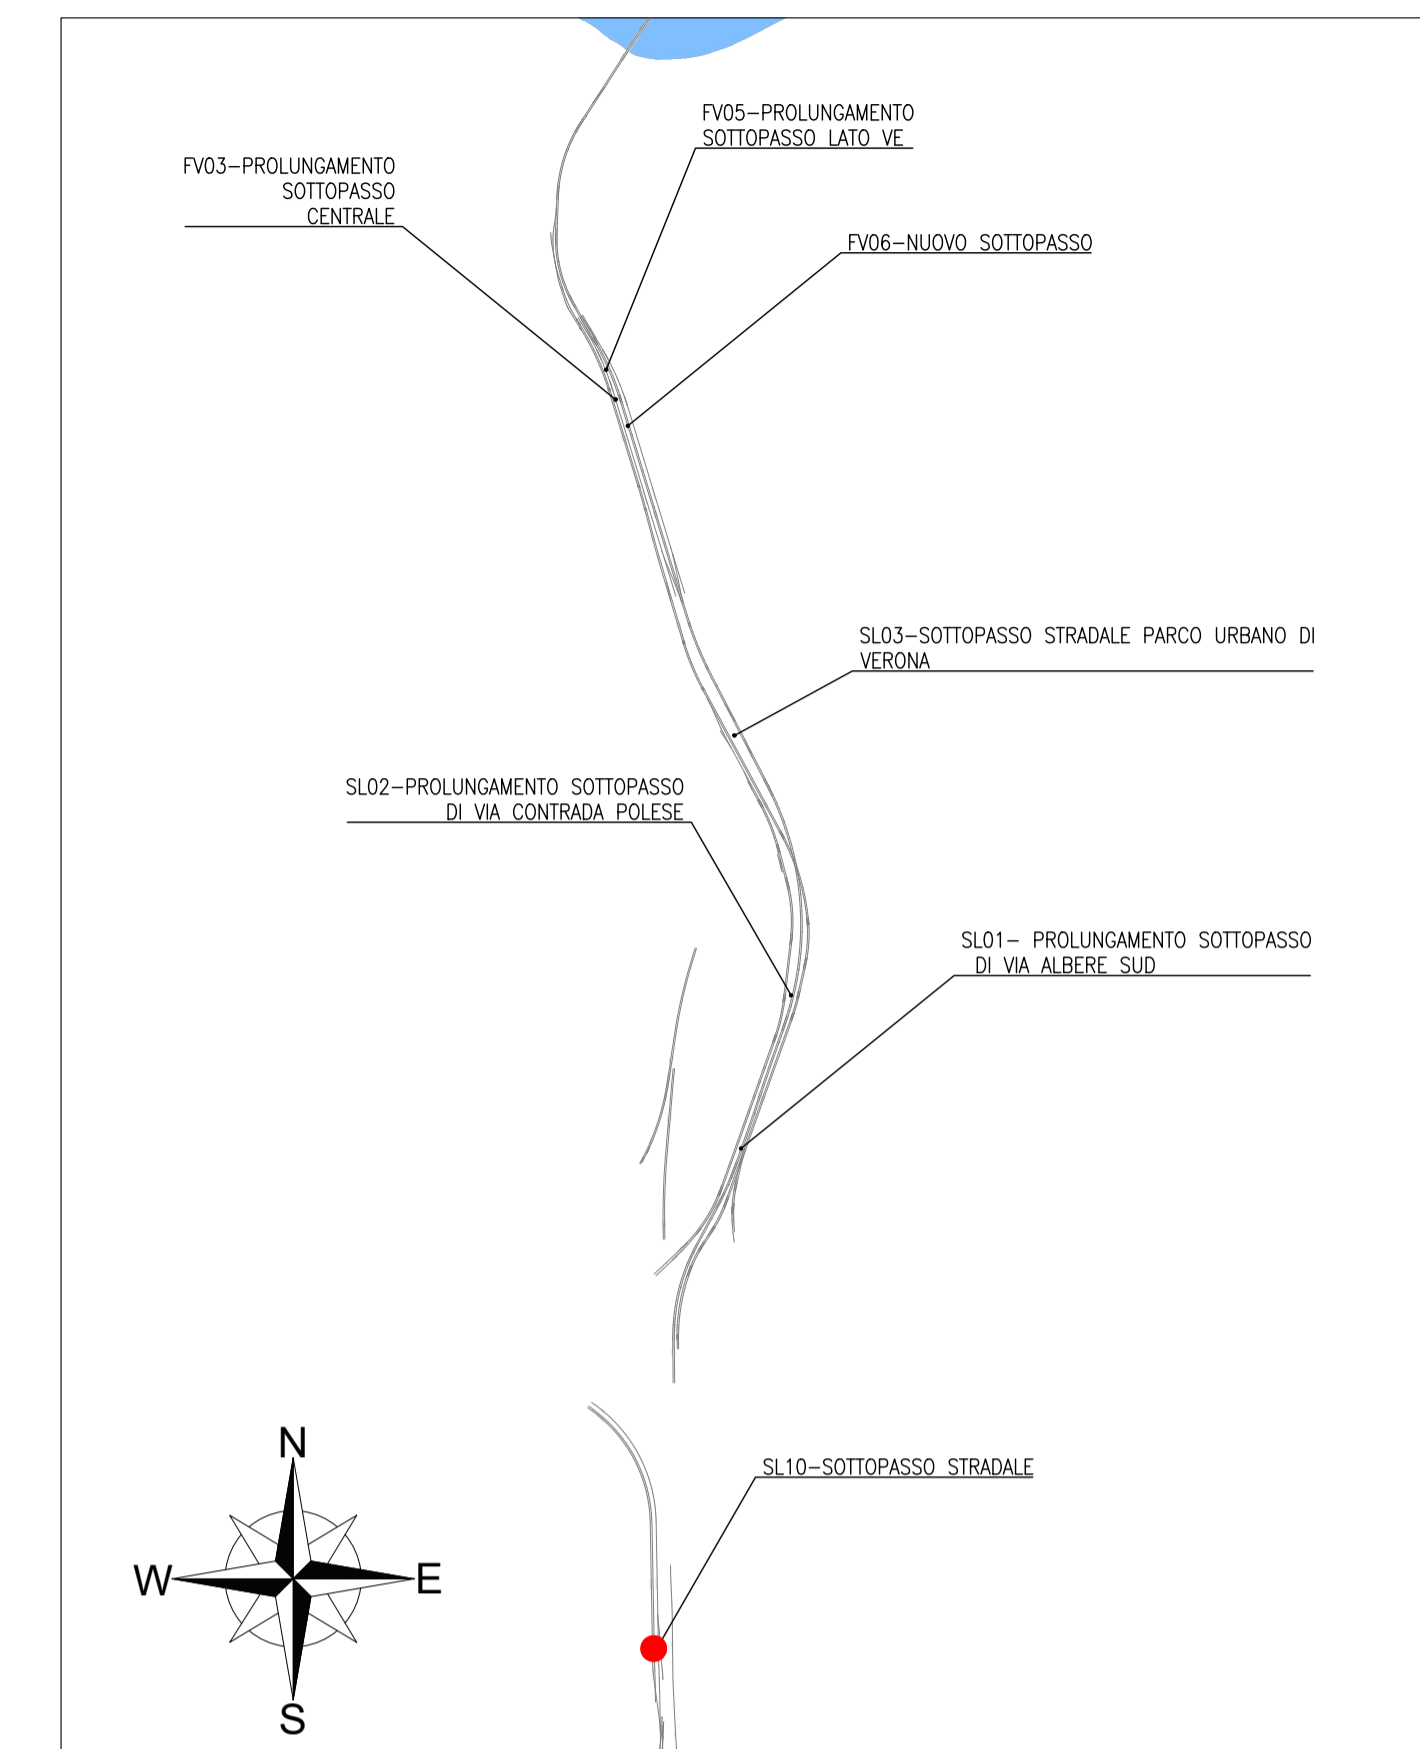 FV05-PROLUNGAMENTO
SOTTOPASSO LATO VE
FV03-PROLUNGAMENTO
SOTTOPASSO
CENTRALE
FV06-NUOVO SOTTOPASSO
SL03-SOTTOPASSO STRADALE PARCO URBANO DI
VERONA
SL02-PROLUNGAMENTO SOTTOPASSO
DI VIA CONTRADA POLESE
SL01- PROLUNGAMENTO SOTTOPASSO
DI VIA ALBERE SUD
SL10-SOTTOPASSO STRADALE
N
W
E
S